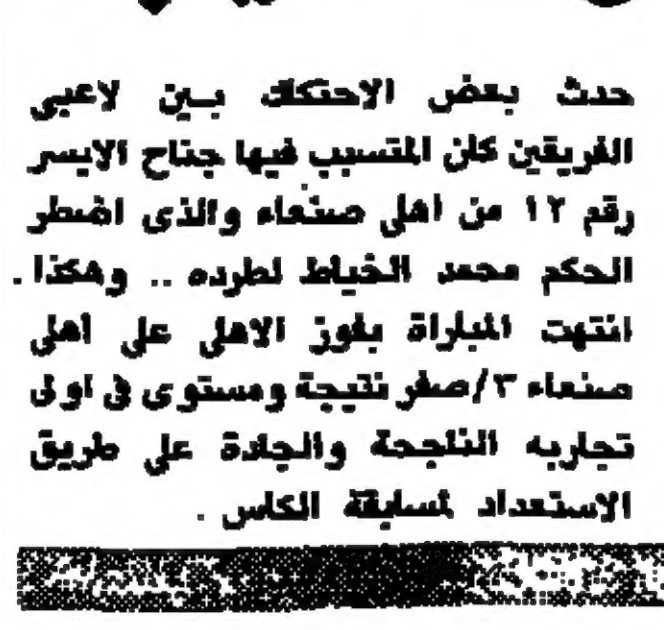 حدث بعض الاحتكاك بين لاعبي
الفريقين كان المتسبب فيها جناح الايسر
رقم ١٢ من اهلى صنعاء والذى اضطر
الحكم محمد الخياط لطرده .. وهكذا .
انتهت المباراة بفوز الاهلى على اهلى
صنعاء ٣/صفر نتيجة ومستوى فى اولى
تجاربه الناجحة والجادة على طريق
الاستعداد لمسابقة الكاس .